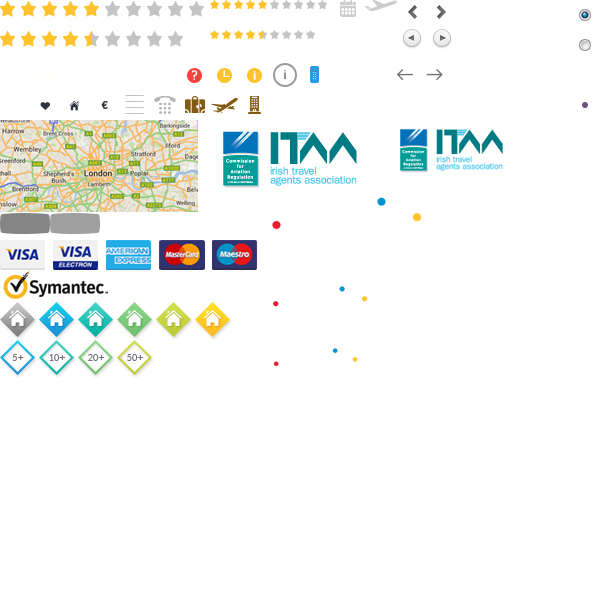 ?
i
i
€
Harrow
Wembley
Brent Cross
Barkingside
Stratford
Ilford
London
Poplar
Shepherd's
Bush
Brentford
Lambeth
Welling
Commission
for
Aviation
Regulation
ITAA
irish travel
agents association
Commission
for
Aviation
Regulation
ITAA
irish travel
agents association
VISA
VISA
ELECTRON
AMERICAN
EXPRESS
MasterCard
Maestro
Symantec.
5+
10+
20+
50+